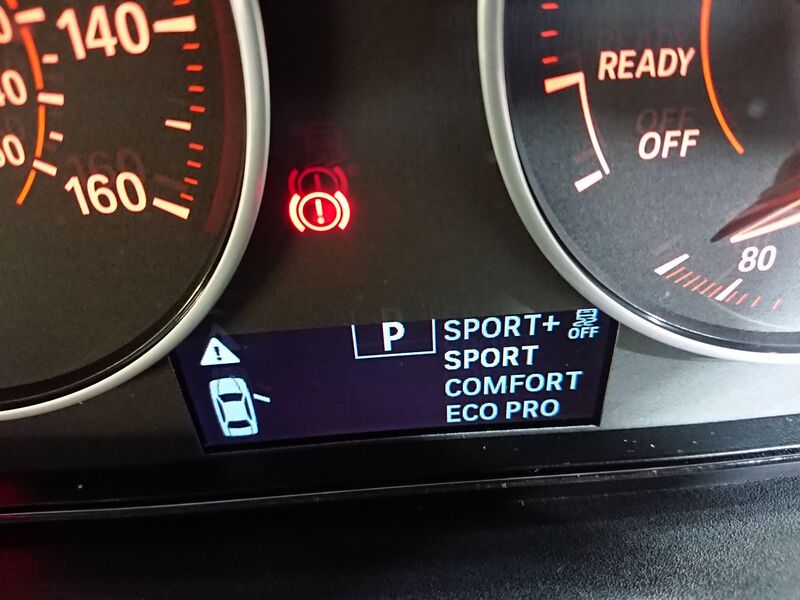 140
160
READY
OFF
80
!
P
SPORT+
OFF
SPORT
COMFORT
ECO PRO